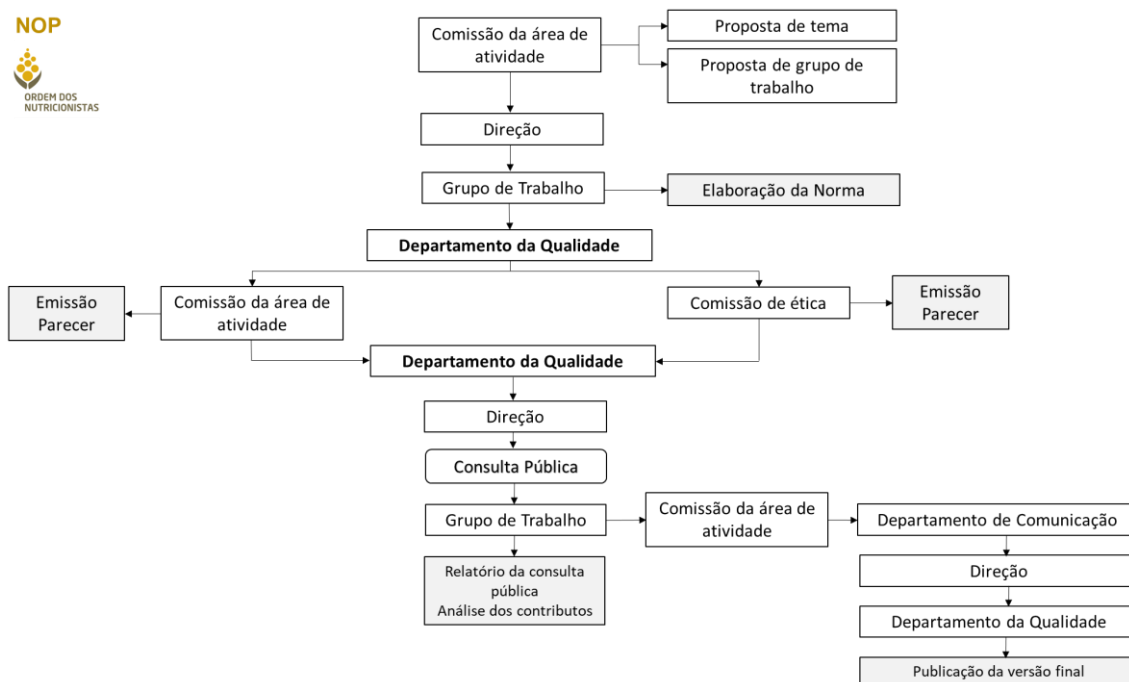 NOP
ORDEM DOS
NUTRICIONISTAS
Comissão da área de
atividade
Proposta de tema
Proposta de grupo de
trabalho
Direção
Grupo de Trabalho
Elaboração da Norma
Departamento da Qualidade
Emissão
Parecer
Comissão da área de
atividade
Comissão de ética
Emissão
Parecer
Departamento da Qualidade
Direção
Consulta Pública
Grupo de Trabalho
Comissão da área de
atividade
Departamento de Comunicação
Relatório da consulta
pública
Análise dos contributos
Direção
Departamento da Qualidade
Publicação da versão final